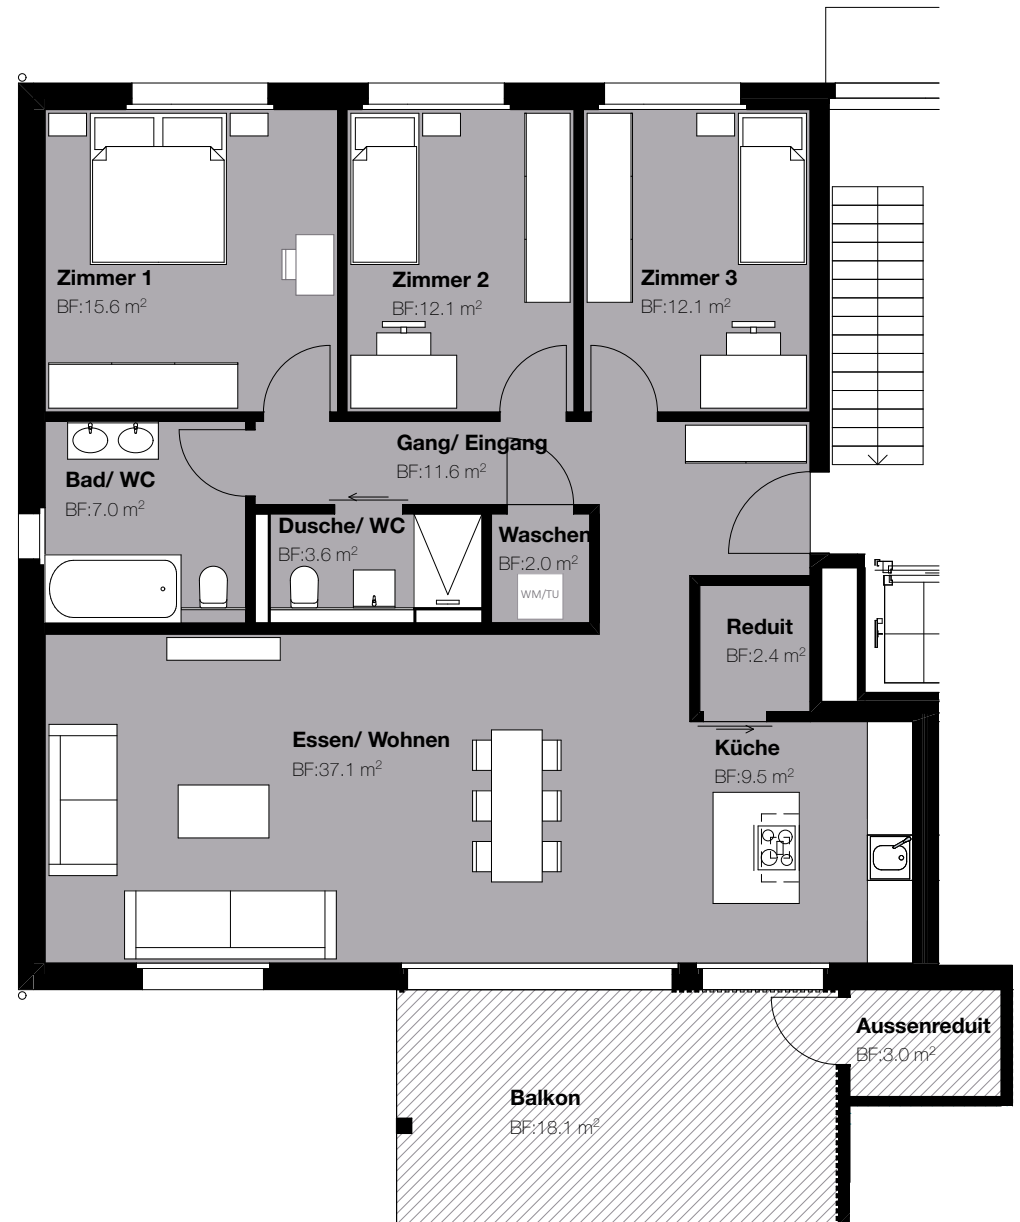 Zimmer 1
BF:15.6 m²
Zimmer 2
BF:12.1 m²
Zimmer 3
BF:12.1 m²
Gang/ Eingang
BF:11.6 m²
Bad/ WC
BF:7.0 m²
Dusche/ WC
BF:3.6 m²
Waschen
BF:2.0 m²
WM/TU
Reduit
BF:2.4 m²
Essen/ Wohnen
BF:37.1 m²
Küche
BF:9.5 m²
Aussenreduit
BF:3.0 m²
Balkon
BF:18.1 m²